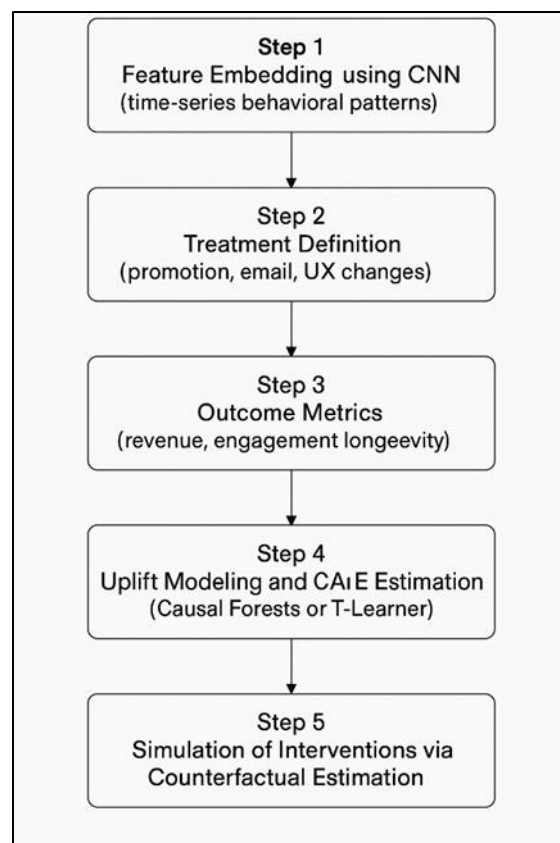 Step 1
Feature Embedding using CNN
(time-series behavioral patterns)
Step 2
Treatment Definition
(promotion, email, UX changes)
Step 3
Outcome Metrics
(revenue, engagement longeevity)
Step 4
Uplift Modeling and CAıE Estimation
(Causal Forests or T-Learner)
Step 5
Simulation of Interventions via
Counterfactual Estimation